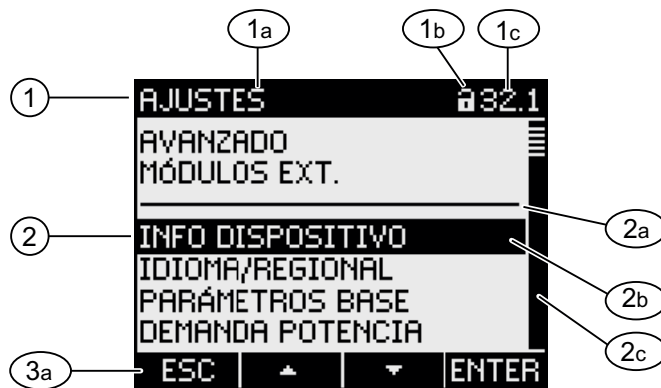 1a 1b 1c
1 AJUSTES 32.1
AVANZADO
MÓDULOS EXT.
2a
2 INFO DISPOSITIVO
2b
IDIOMA/REGIONAL
PARÁMETROS BASE
2c
DEMANDA POTENCIA
3a ESC ENTER